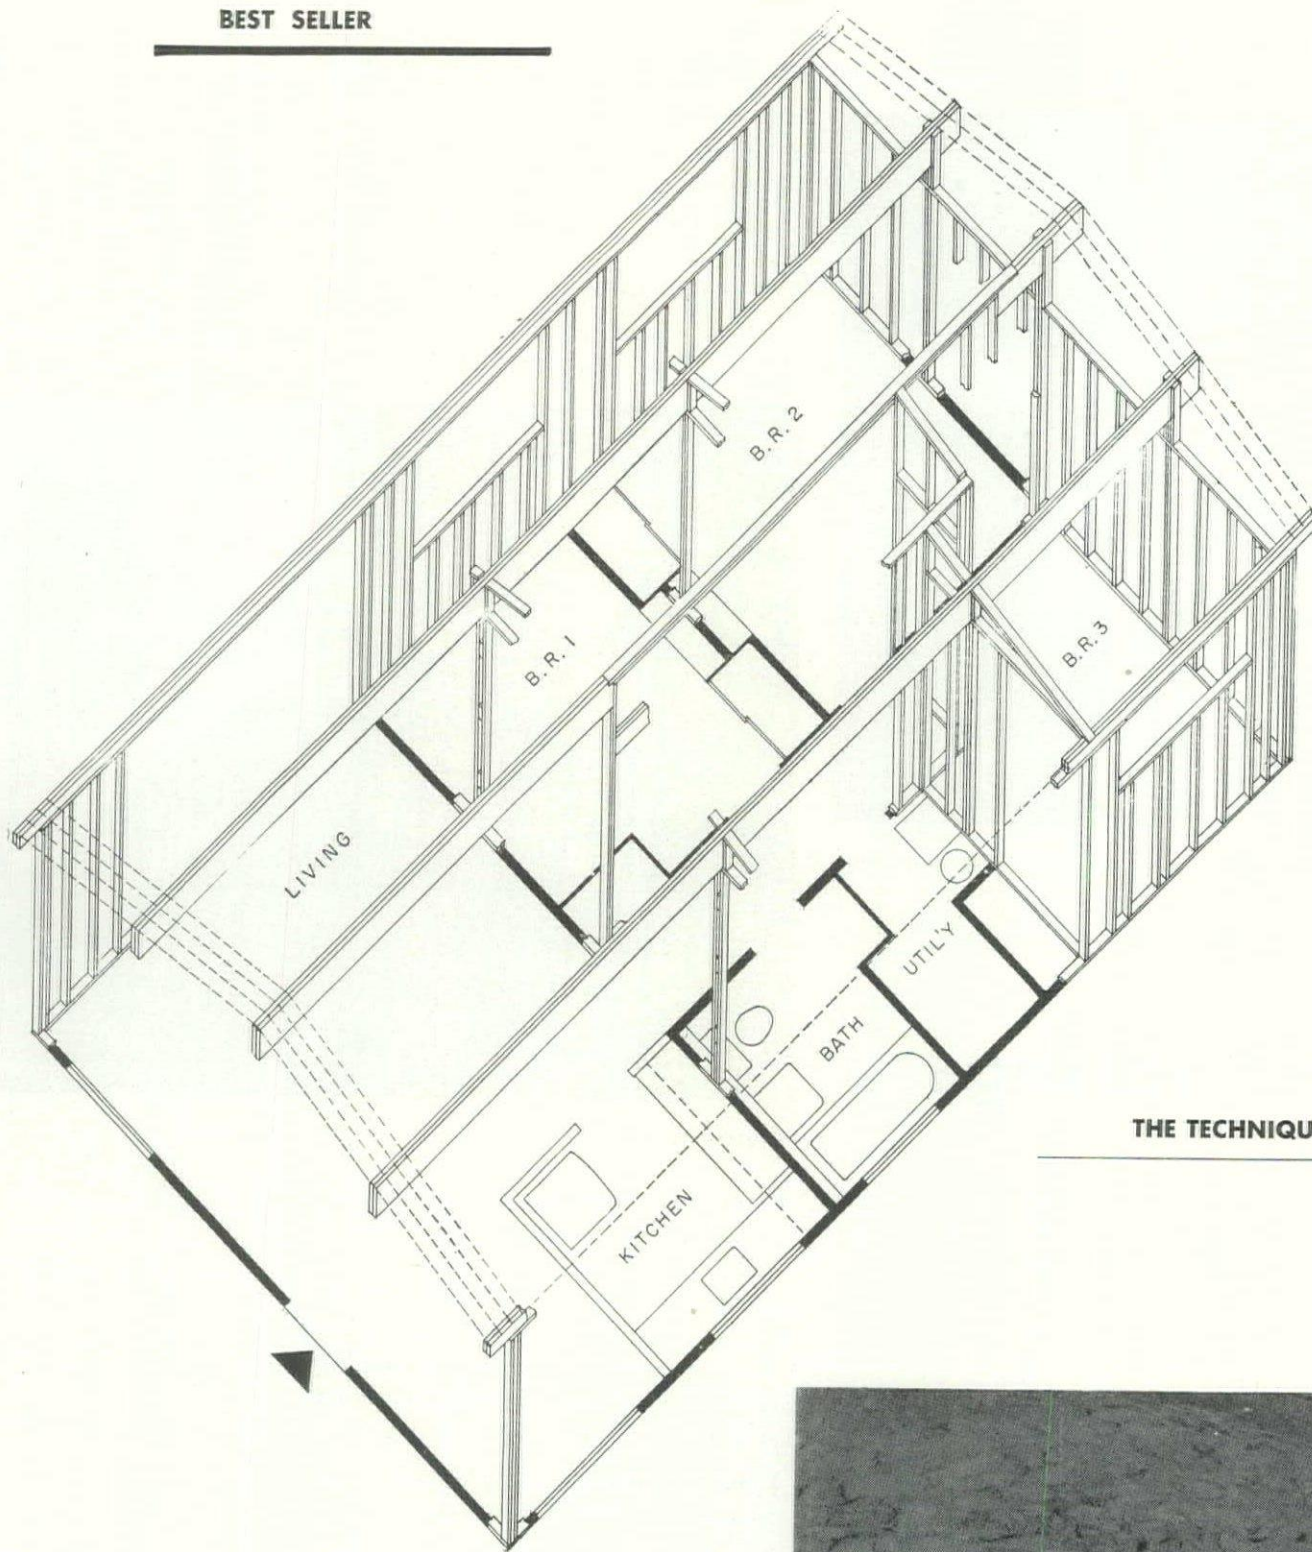 BEST SELLER
B.R. 2
B.R. 1
B.R. 3
LIVING
UTIL'Y
BATH
THE TECHNIQU
KITCHEN